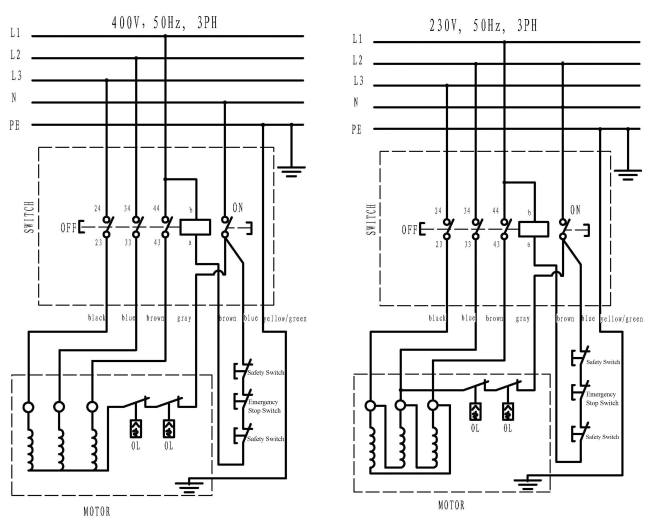 400V, 50Hz, 3PH
L1
L2
L3
N
PE
SWITCH
24
34
44
b
ON
OFF
23
33
43
a
black
blue
brown
gray
brown
blue
yellow/green
Safety Switch
Emergency
Stop Switch
Safety Switch
OL
OL
MOTOR
230V, 50Hz, 3PH
L1
L2
L3
N
PE
SWITCH
24
34
44
b
ON
OFF
23
33
43
a
black
blue
brown
gray
brown
blue
yellow/green
Safety Switch
Emergency
Stop Switch
Safety Switch
OL
OL
MOTOR